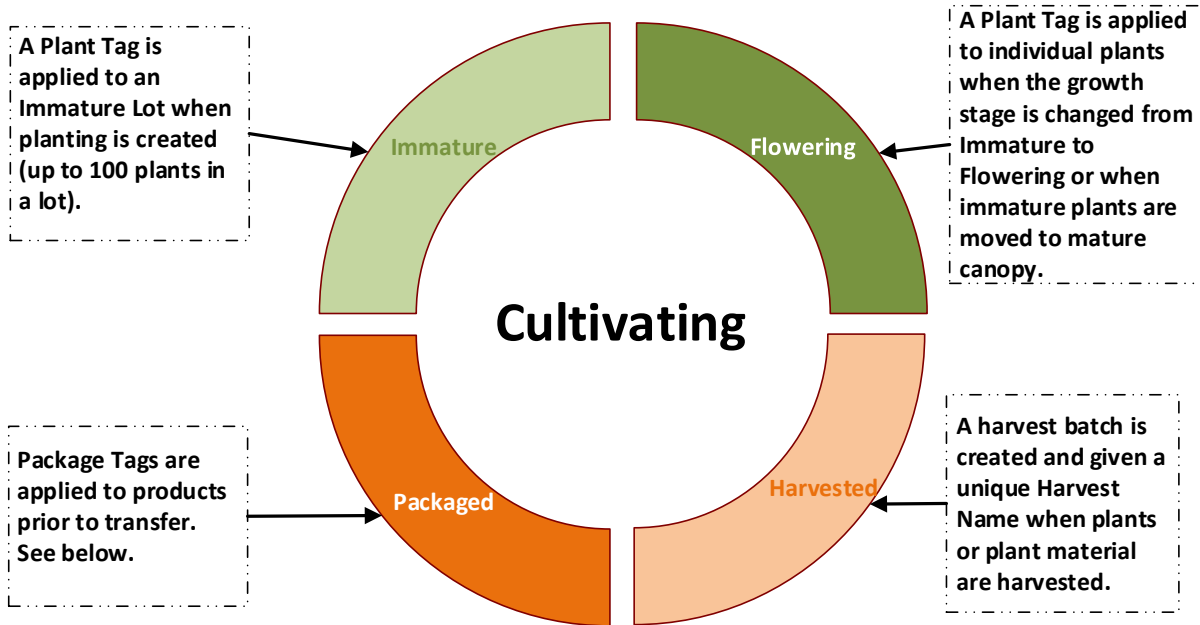 A Plant Tag is
applied to an
Immature Lot when
planting is created
(up to 100 plants in
a lot).
Immature
Flowering
A Plant Tag is applied
to individual plants
when the growth
stage is changed from
Immature to
Flowering or when
immature plants are
moved to mature
canopy.
Cultivating
Package Tags are
applied to products
prior to transfer.
See below.
Packaged
Harvested
A harvest batch is
created and given a
unique Harvest
Name when plants
or plant material
are harvested.